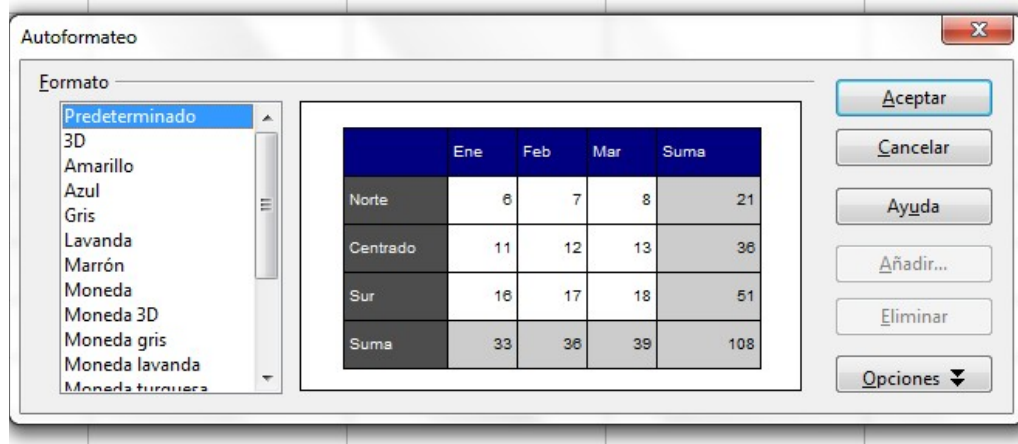 Autoformateo
Formato
Predeterminado
3D
Amarillo
Azul
Gris
Lavanda
Marrón
Moneda
Moneda 3D
Moneda gris
Moneda lavanda
Moneda turquesa
Ene Feb Mar Suma
Norte 6 7 8 21
Centrado 11 12 13 36
Sur 16 17 18 51
Suma 33 36 39 108
Aceptar
Cancelar
Ayuda
Añadir...
Eliminar
Opciones